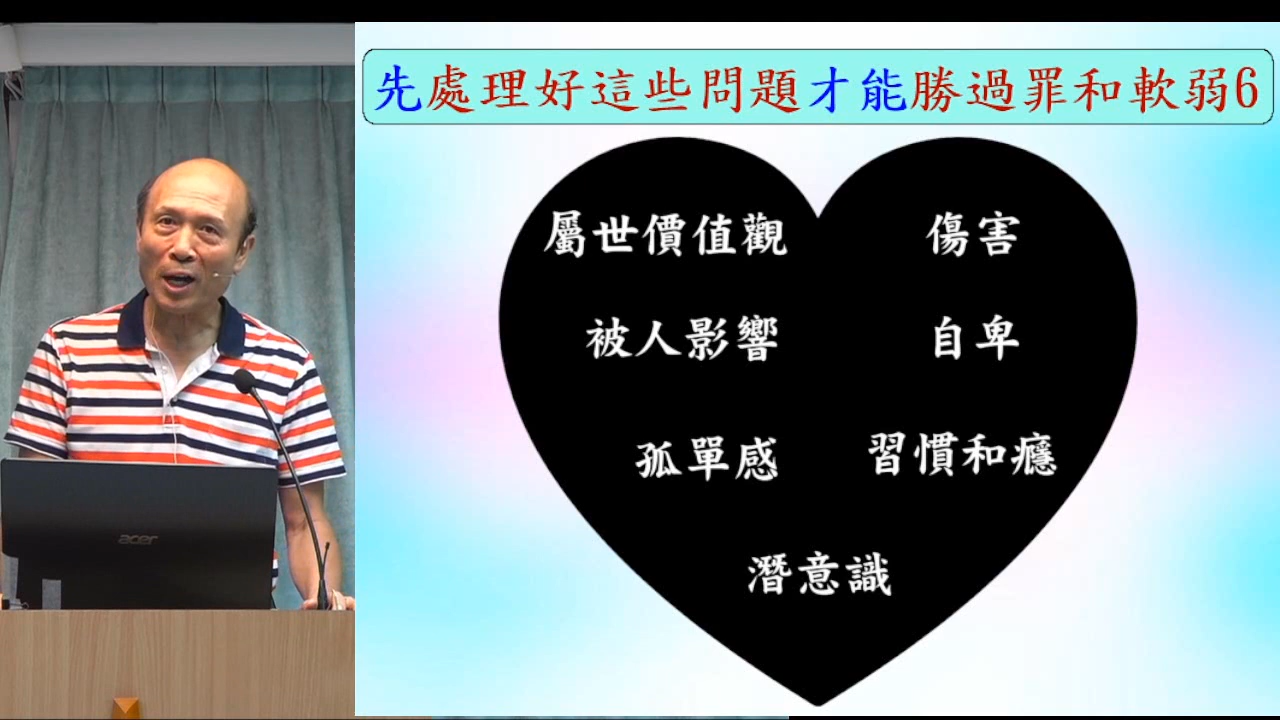 先處理好這些問題才能勝過罪和軟弱6
屬世價值觀
傷害
被人影響
自卑
孤單感
習慣和癮
潛意識
acer